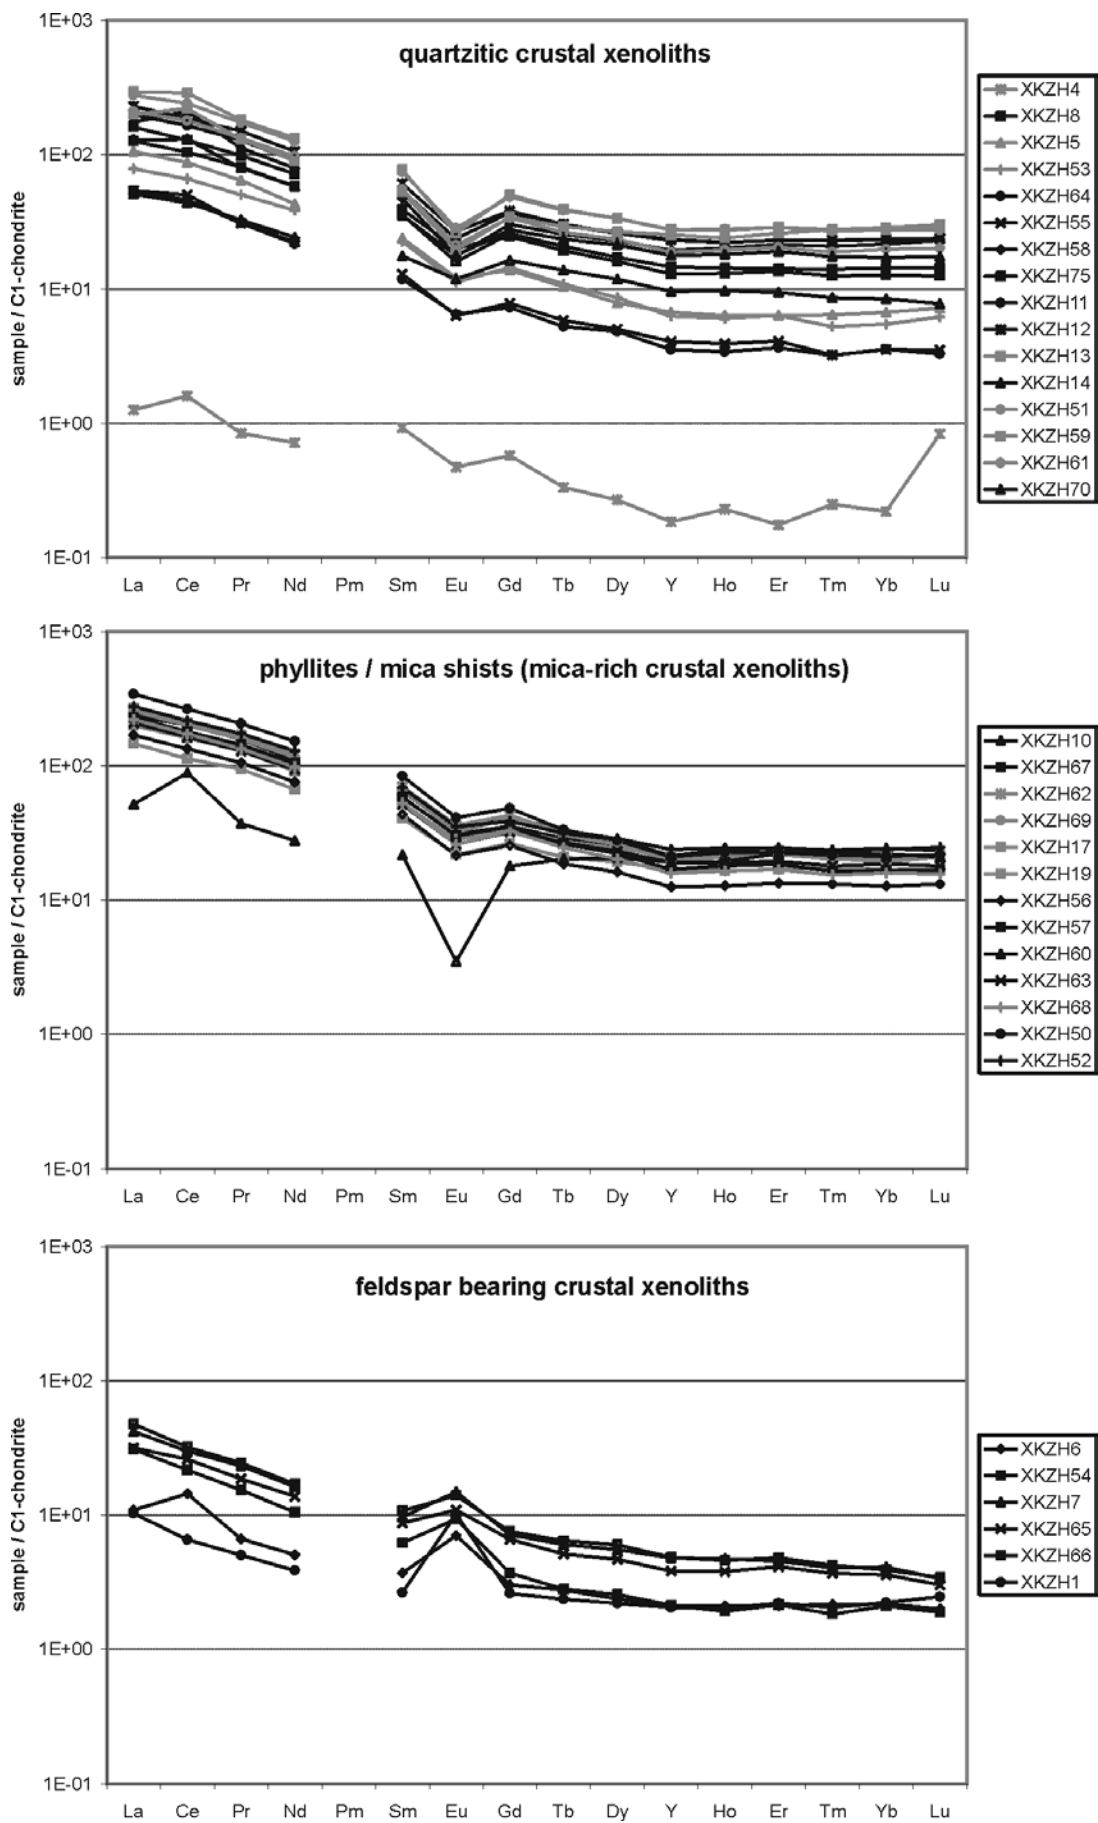 quartzitic crustal xenoliths
sample / C1-chondrite
1E+03
1E+02
1E+01
1E+00
1E-01
La Ce Pr Nd Pm Sm Eu Gd Tb Dy Y Ho Er Tm Yb Lu
XKZH4
XKZH8
XKZH5
XKZH53
XKZH64
XKZH55
XKZH58
XKZH75
XKZH11
XKZH12
XKZH13
XKZH14
XKZH51
XKZH59
XKZH61
XKZH70
phyllites / mica shists (mica-rich crustal xenoliths)
sample / C1-chondrite
1E+03
1E+02
1E+01
1E+00
1E-01
La Ce Pr Nd Pm Sm Eu Gd Tb Dy Y Ho Er Tm Yb Lu
XKZH10
XKZH67
XKZH62
XKZH69
XKZH17
XKZH19
XKZH56
XKZH57
XKZH60
XKZH63
XKZH68
XKZH50
XKZH52
feldspar bearing crustal xenoliths
sample / C1-chondrite
1E+03
1E+02
1E+01
1E+00
1E-01
La Ce Pr Nd Pm Sm Eu Gd Tb Dy Y Ho Er Tm Yb Lu
XKZH6
XKZH54
XKZH7
XKZH65
XKZH66
XKZH1